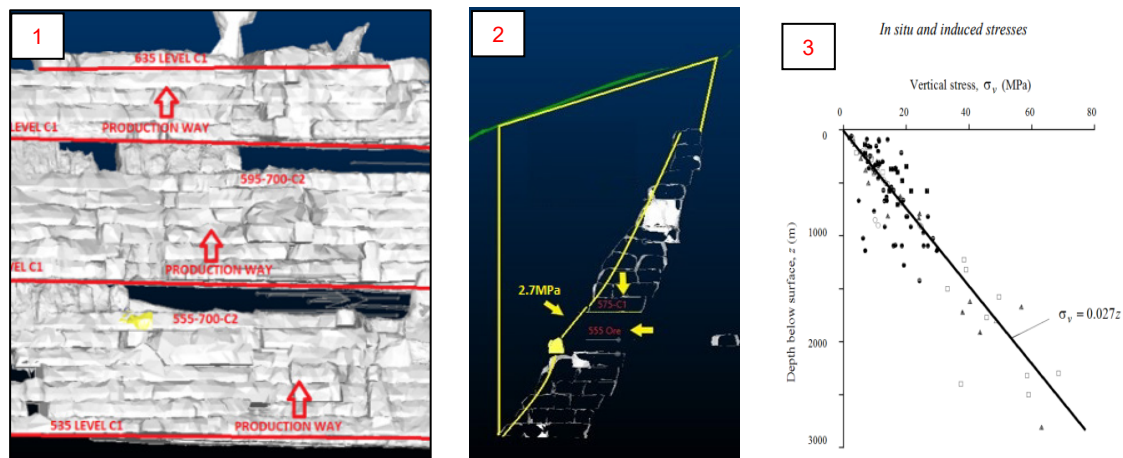 1
635 LEVEL C1
PRODUCTION WAY
LEVEL C1
595-700-C2
PRODUCTION WAY
LEVEL C1
555-700-C2
PRODUCTION WAY
535 LEVEL C1
2
2.7MPa
575-C1
555 Ore
3
In situ and induced stresses
Vertical stress, σv (MPa)
0 20 40 60 80
0
1000
2000
3000
Depth below surface, z (m)
σv = 0.027z